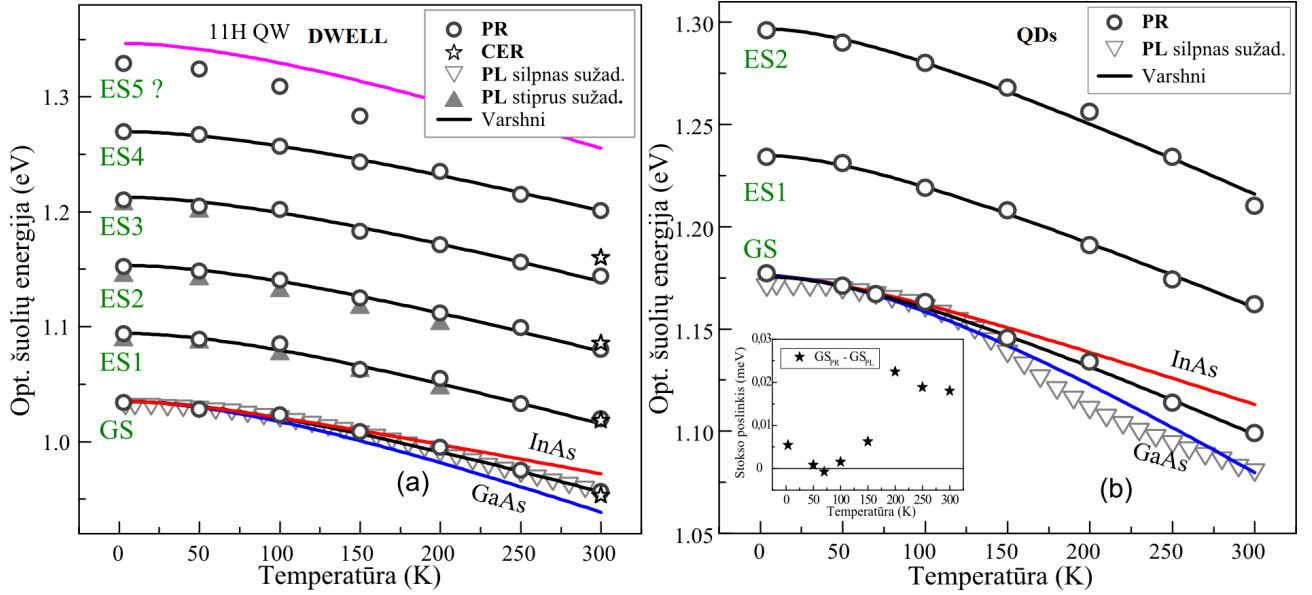 Opt. šuolių energija (eV)
1.3
1.2
1.1
1.0
11H QW DWELL
PR
CER
PL silpnas sužad.
PL stiprus sužad.
Varshni
ES5 ?
ES4
ES3
ES2
ES1
GS
InAs
GaAs
(a)
0 50 100 150 200 250 300
Temperatūra (K)
Opt. šuolių energija (eV)
1.30
1.25
1.20
1.15
1.10
1.05
QDs
PR
PL silpnas sužad.
Varshni
ES2
ES1
GS
InAs
GaAs
(b)
Stokso poslinkis (meV)
0,03
0,02
0,01
0
GSPR - GSPL
0 50 100 150 200 250 300
Temperatūra (K)
0 50 100 150 200 250 300
Temperatūra (K)